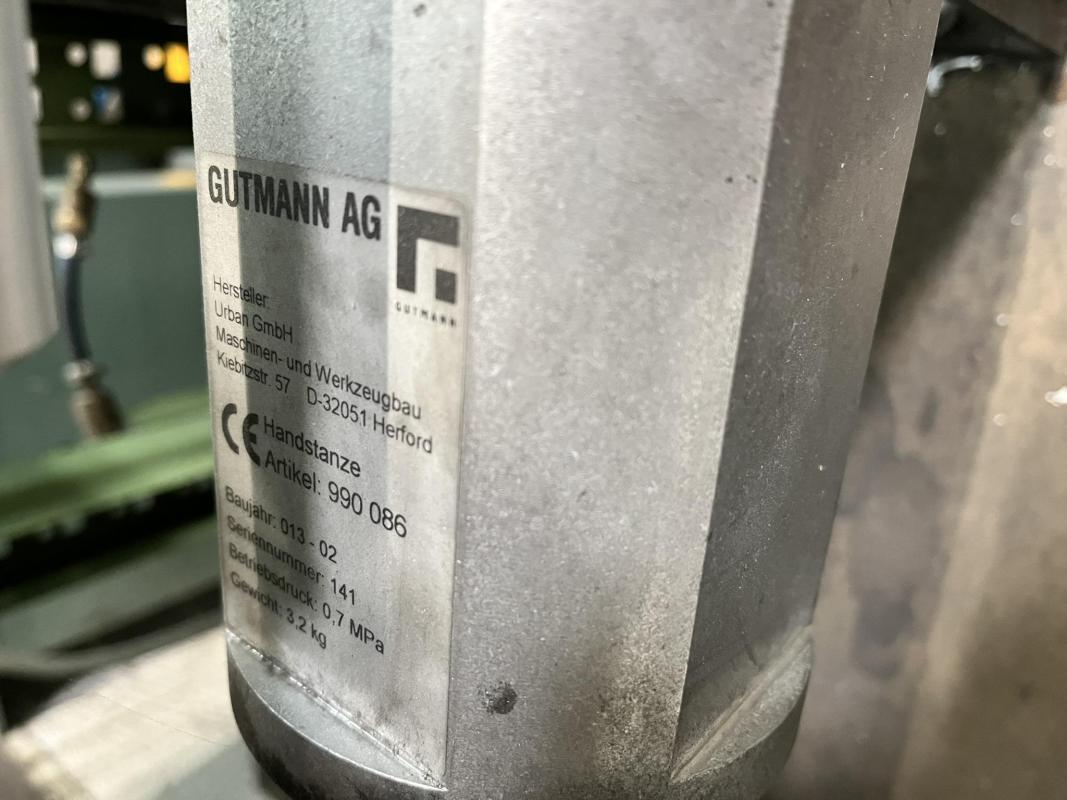 GUTMANN AG
GUTMANN
Hersteller:
Urban GmbH
Maschinen- und Werkzeugbau
Kiebitzstr. 57 D-32051 Herford
CE Handstanze
Artikel: 990 086
Baujahr: 013 - 02
Seriennummer: 141
Betriebsdruck: 0,7 MPa
Gewicht: 3,2 kg